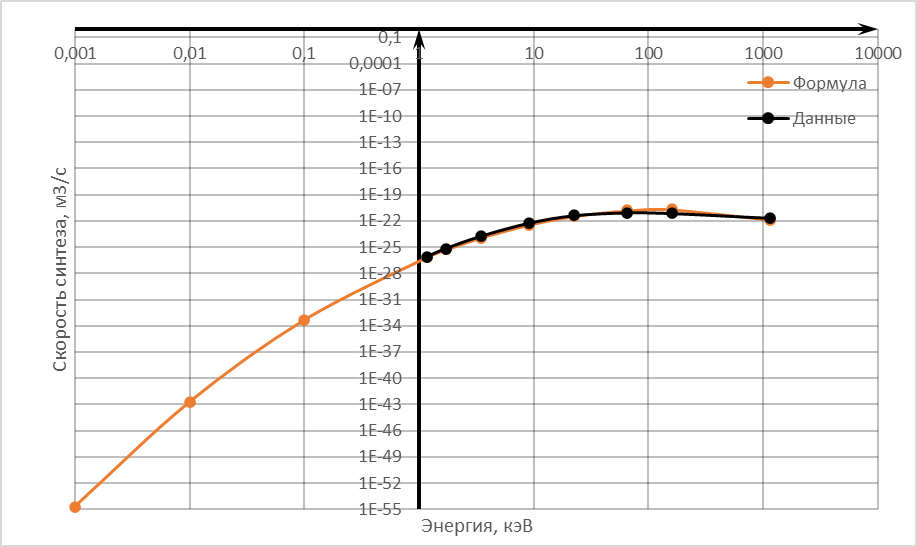 0,1
0,001 0,01 0,1 1 10 100 1000 10000
0,0001
Формула
1E-07
1E-10
Данные
1E-13
1E-16
1E-19
1E-22
1E-25
1E-28
1E-31
1E-34
1E-37
1E-40
1E-43
1E-46
1E-49
1E-52
1E-55
Скорость синтеза, м3/с
Энергия, кэВ